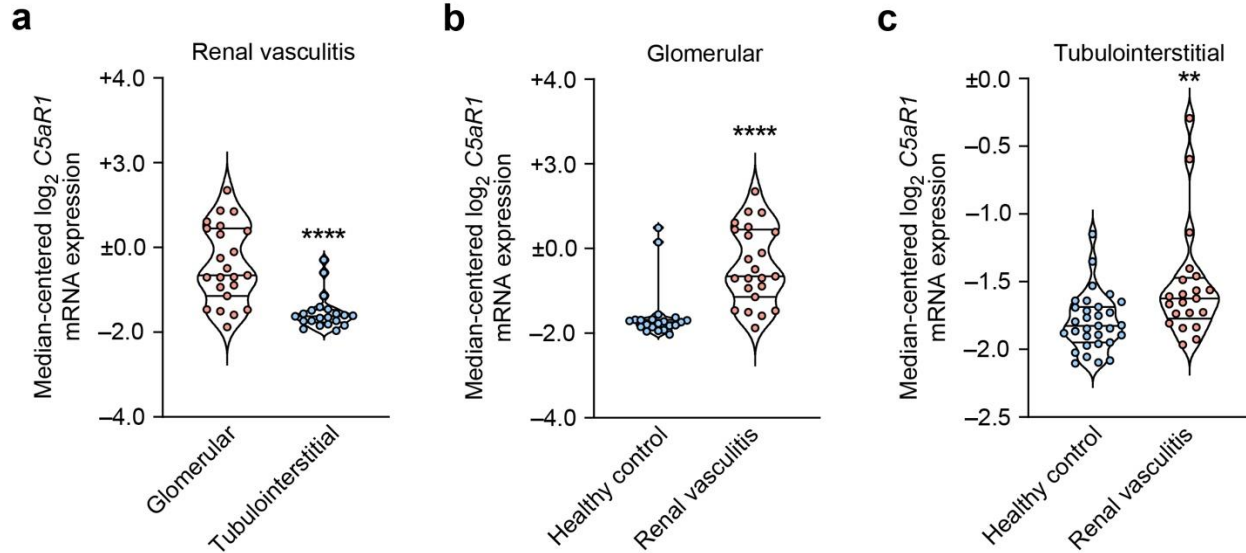 a
Renal vasculitis
Median-centered log2 C5aR1
mRNA expression
+4.0
+3.0
±0.0
–2.0
–4.0
****
Glomerular
Tubulointerstitial
b
Glomerular
Median-centered log2 C5aR1
mRNA expression
+4.0
+3.0
±0.0
–2.0
–4.0
****
Healthy control
Renal vasculitis
c
Tubulointerstitial
Median-centered log2 C5aR1
mRNA expression
±0.0
–0.5
–1.0
–1.5
–2.0
–2.5
**
Healthy control
Renal vasculitis